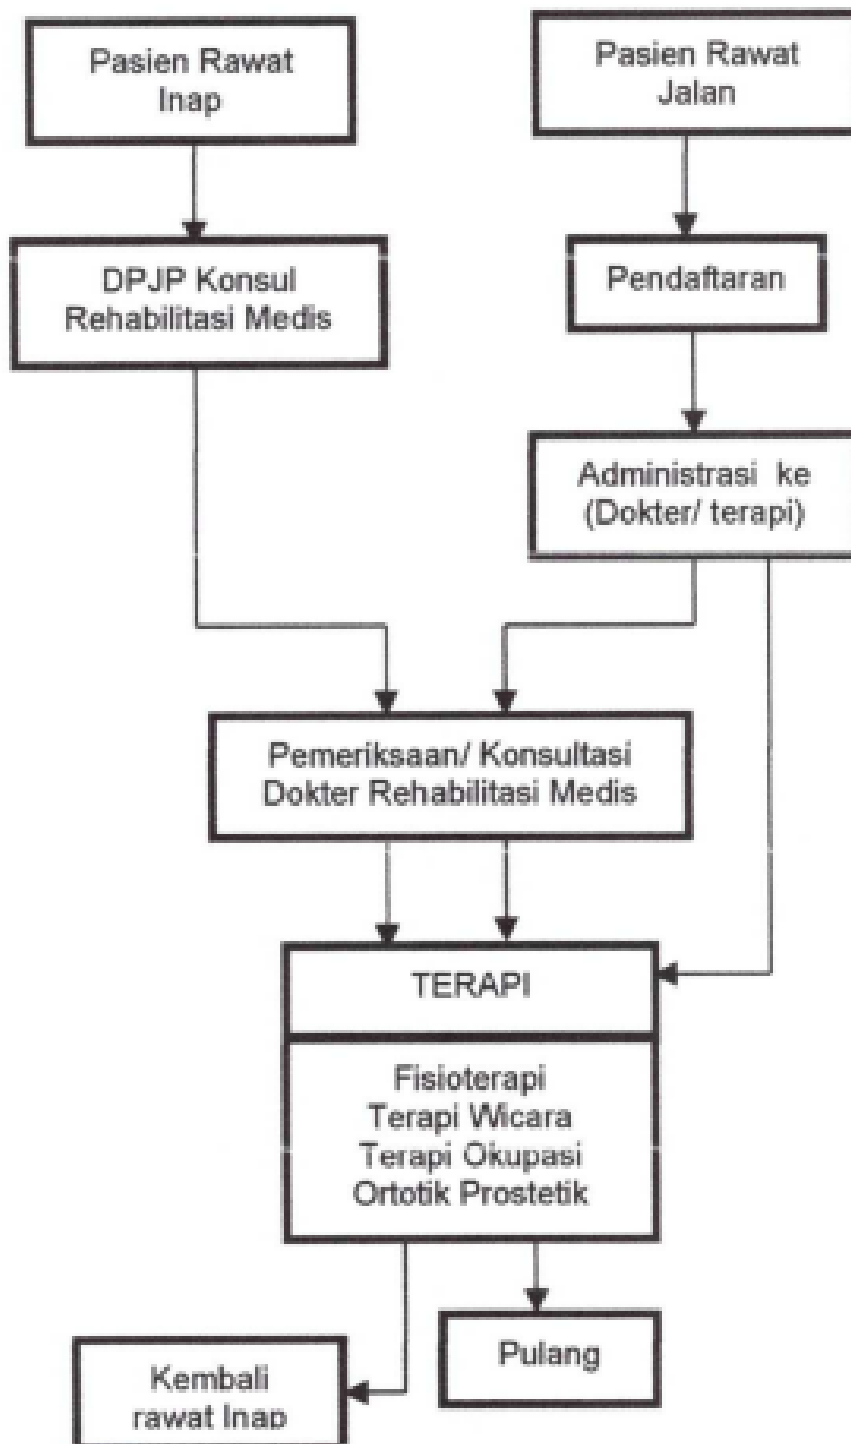 Pasien Rawat
Inap
Pasien Rawat
Jalan
DPJP Konsul
Rehabilitasi Medis
Pendaftaran
Administrasi ke
(Dokter/ terapi)
Pemeriksaan/ Konsultasi
Dokter Rehabilitasi Medis
TERAPI
Fisioterapi
Terapi Wicara
Terapi Okupasi
Ortotik Prostetik
Pulang
Kembali
rawat Inap